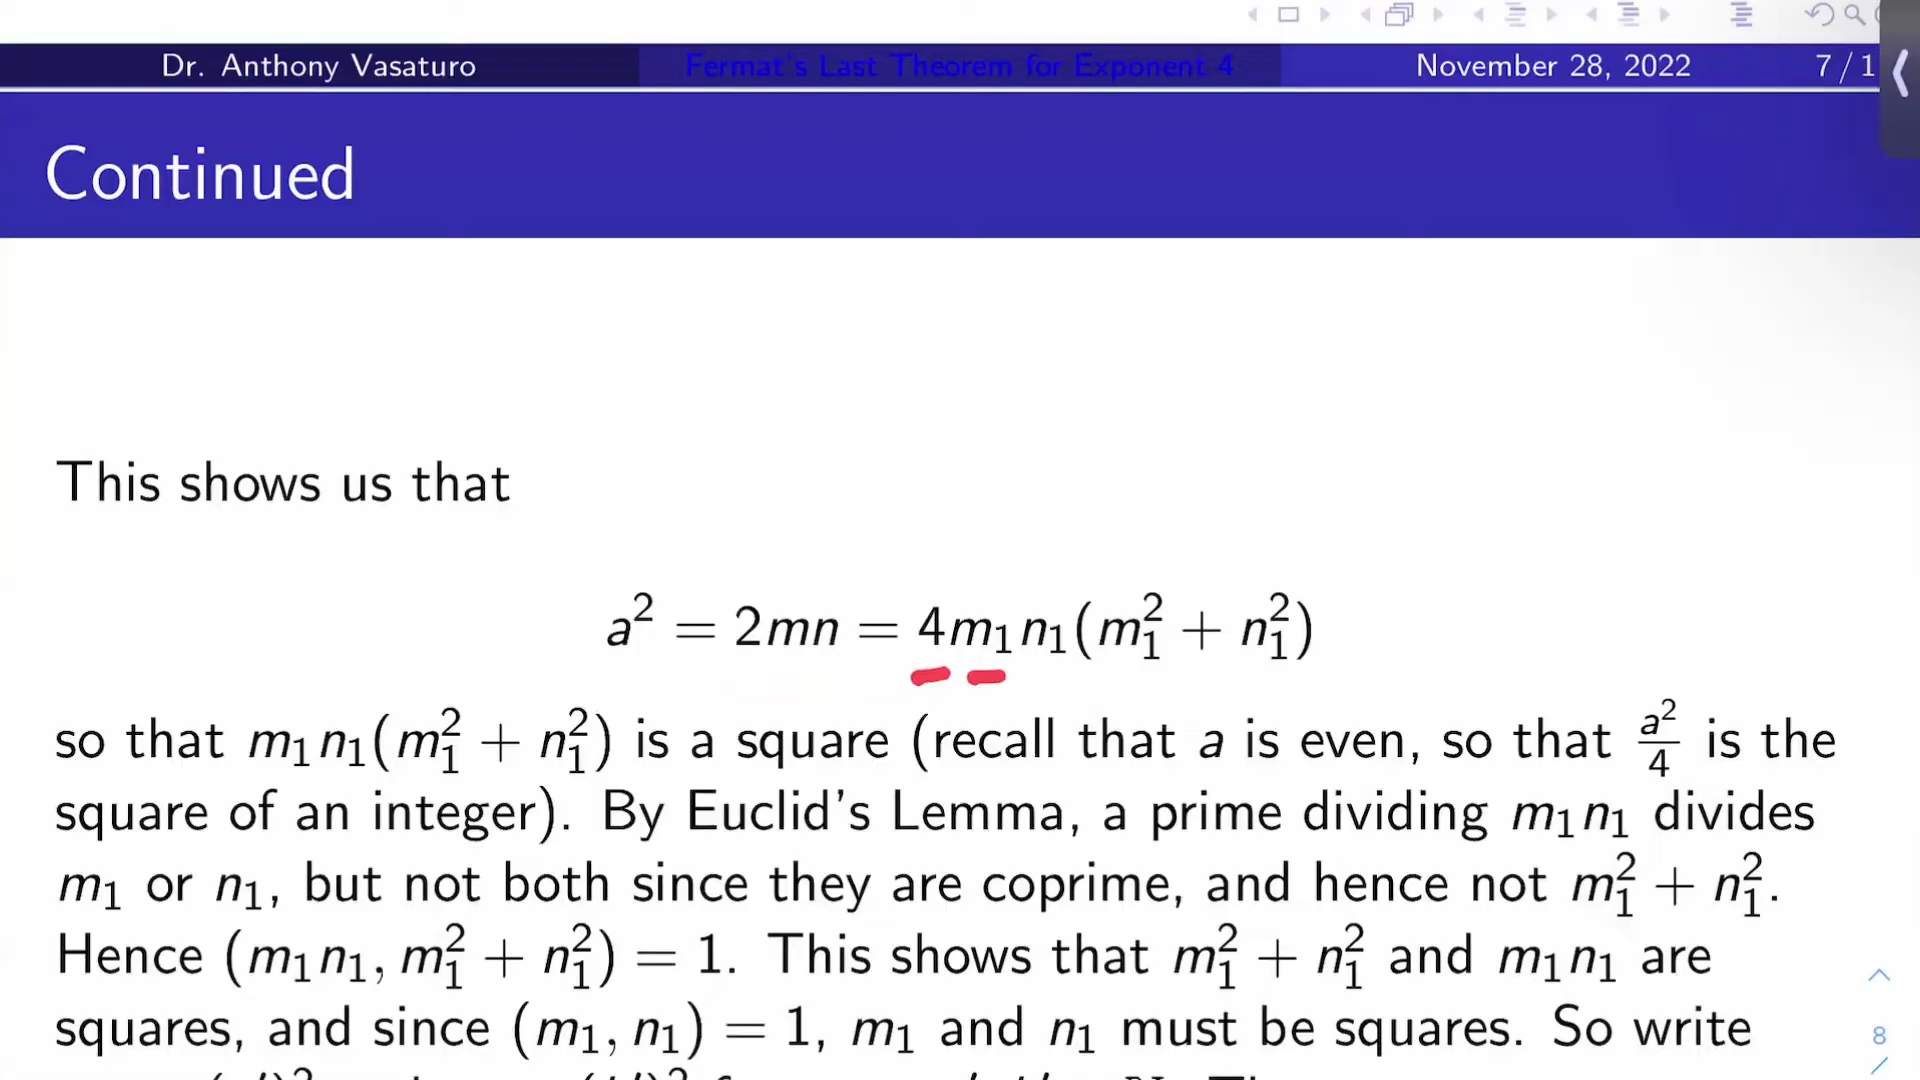 Dr. Anthony Vasaturo Fermat's Last Theorem for Exponent 4 November 28, 2022 7 / 1
Continued
This shows us that
a² = 2mn = 4m₁n₁(m₁² + n₁²)
so that m₁n₁(m₁² + n₁²) is a square (recall that a is even, so that a²/4 is the
square of an integer). By Euclid's Lemma, a prime dividing m₁n₁ divides
m₁ or n₁, but not both since they are coprime, and hence not m₁² + n₁².
Hence (m₁n₁, m₁² + n₁²) = 1. This shows that m₁² + n₁² and m₁n₁ are
squares, and since (m₁, n₁) = 1, m₁ and n₁ must be squares. So write
8